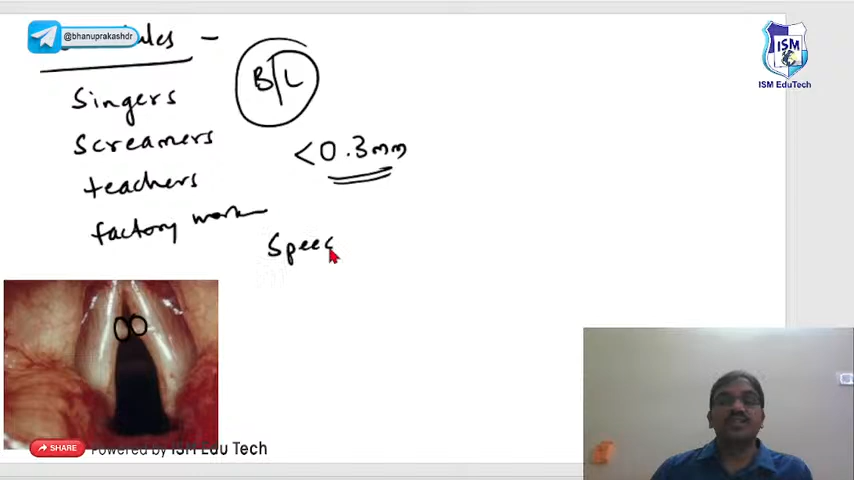 @bhanuprakashdr
ISM
ISM EduTech
Singers
B/L
Screamers
<0.3mm
teachers
factory work
Speec
SHARE
Powered by ISM Edu Tech